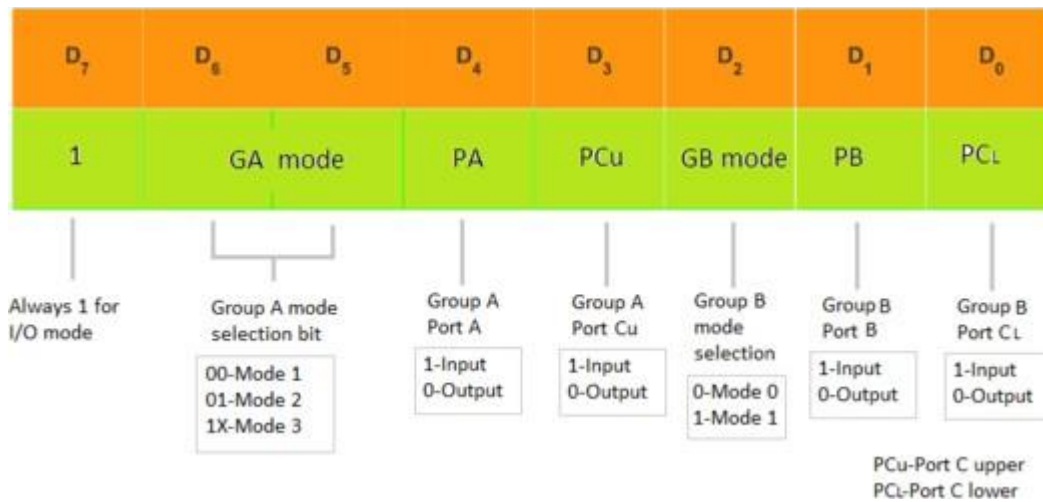 D7 D6 D5 D4 D3 D2 D1 D0
1 GA mode PA PCu GB mode PB PCL
Always 1 for
I/O mode
Group A mode
selection bit
00-Mode 1
01-Mode 2
1X-Mode 3
Group A
Port A
1-Input
0-Output
Group A
Port Cu
1-Input
0-Output
Group B
mode
selection
0-Mode 0
1-Mode 1
Group B
Port B
1-Input
0-Output
Group B
Port CL
1-Input
0-Output
PCu-Port C upper
PCL-Port C lower